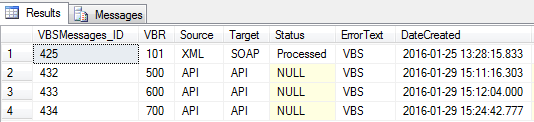 Results Messages
VBSMessages_ID VBR Source Target Status ErrorText DateCreated
1 425 101 XML SOAP Processed VBS 2016-01-25 13:28:15.833
2 432 500 API API NULL VBS 2016-01-29 15:11:16.303
3 433 600 API API NULL VBS 2016-01-29 15:12:04.000
4 434 700 API API NULL VBS 2016-01-29 15:24:42.777